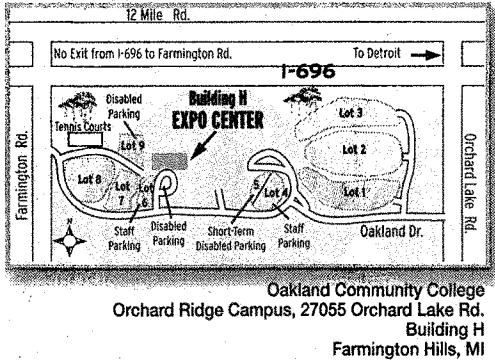 12 Mile Rd.
No Exit from I-696 to Farmington Rd.
To Detroit
I-696
Disabled
Parking
Building H
EXPO CENTER
Tennis Courts
Lot 9
Lot 3
Lot 2
Lot 1
Lot 8
Lot
7
Lot
6
5
Lot 4
Farmington Rd.
Orchard Lake Rd.
Staff
Parking
Disabled
Parking
Short-Term
Disabled Parking
Staff
Parking
Oakland Dr.
N
Oakland Community College
Orchard Ridge Campus, 27055 Orchard Lake Rd.
Building H
Farmington Hills, MI